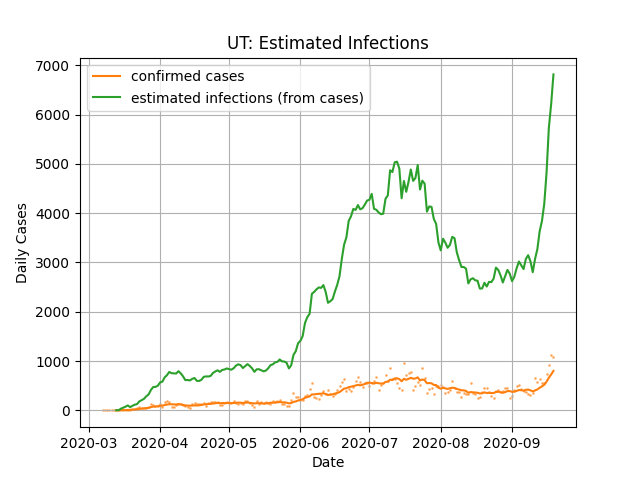 UT: Estimated Infections
confirmed cases
estimated infections (from cases)
7000
6000
5000
4000
3000
2000
1000
0
Daily Cases
2020-03 2020-04 2020-05 2020-06 2020-07 2020-08 2020-09
Date